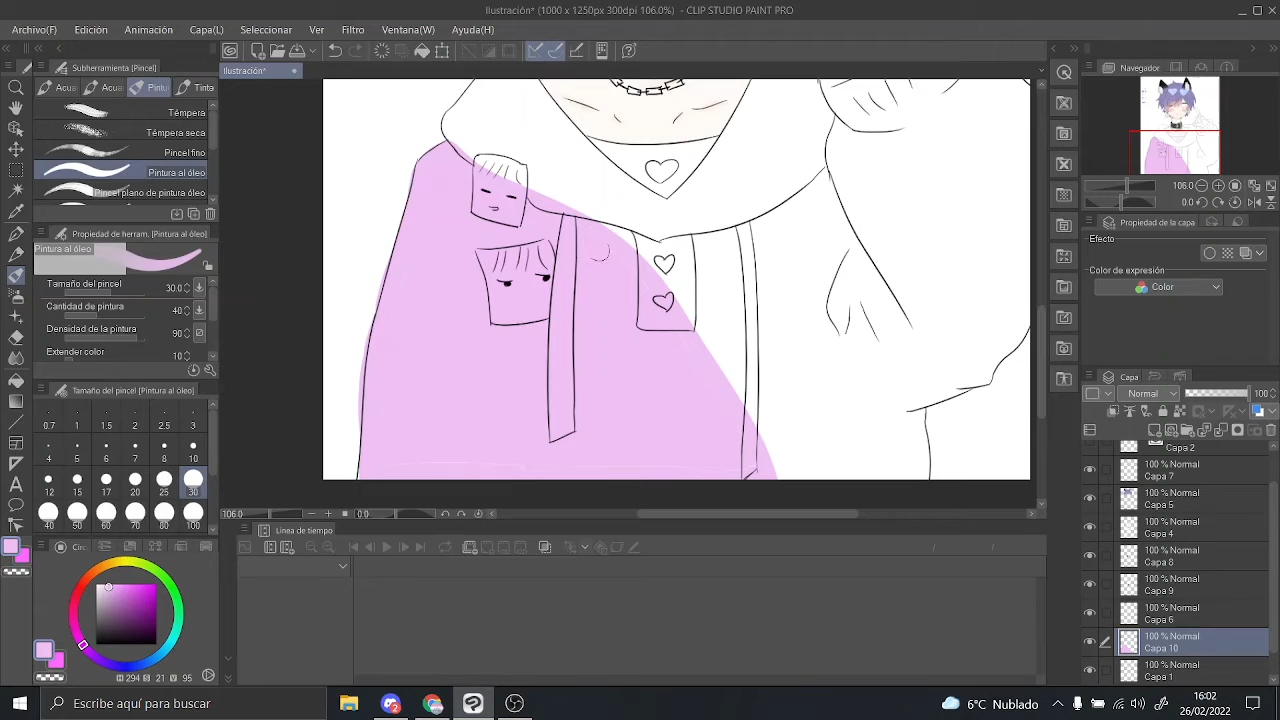 Ilustración* (1000 x 1250px 300dpi 106.0%) - CLIP STUDIO PAINT PRO
Archivo(F) Edición Animación Capa(L) Seleccionar Ver Filtro Ventana(W) Ayuda(H)
Subherramienta (Pincel)
Acua Acua Pintu Tinta
Témpera
Témpera seca
Pincel fino
Pintura al óleo
Pincel plano de pintura
Propiedad de herram. (Pintura al óleo)
Pintura al óleo
Tamaño del pincel 30.0
Cantidad de pintura 40
Densidad de la pintura 90
Extender color 10
Tamaño del pincel [Pintura al óleo]
0.7 1 1.5 2 2.5 3
4 5 6 7 8 10
12 15 17 20 25 30
40 50 60 70 80 100
Circ
H 294 S 21 V 95
Ilustración*
106.0 0.0
Línea de tiempo
Navegador
106.0
0.0
Propiedad de la capa
Efecto
Color de expresión
Color
Capa
Normal 100
Capa 2
100 % Normal
Capa 7
100 % Normal
Capa 5
100 % Normal
Capa 4
100 % Normal
Capa 8
100 % Normal
Capa 9
100 % Normal
Capa 6
100 % Normal
Capa 10
100 % Normal
Capa 1
Escribe aquí para buscar
6°C Nublado
16:02
26/02/2022